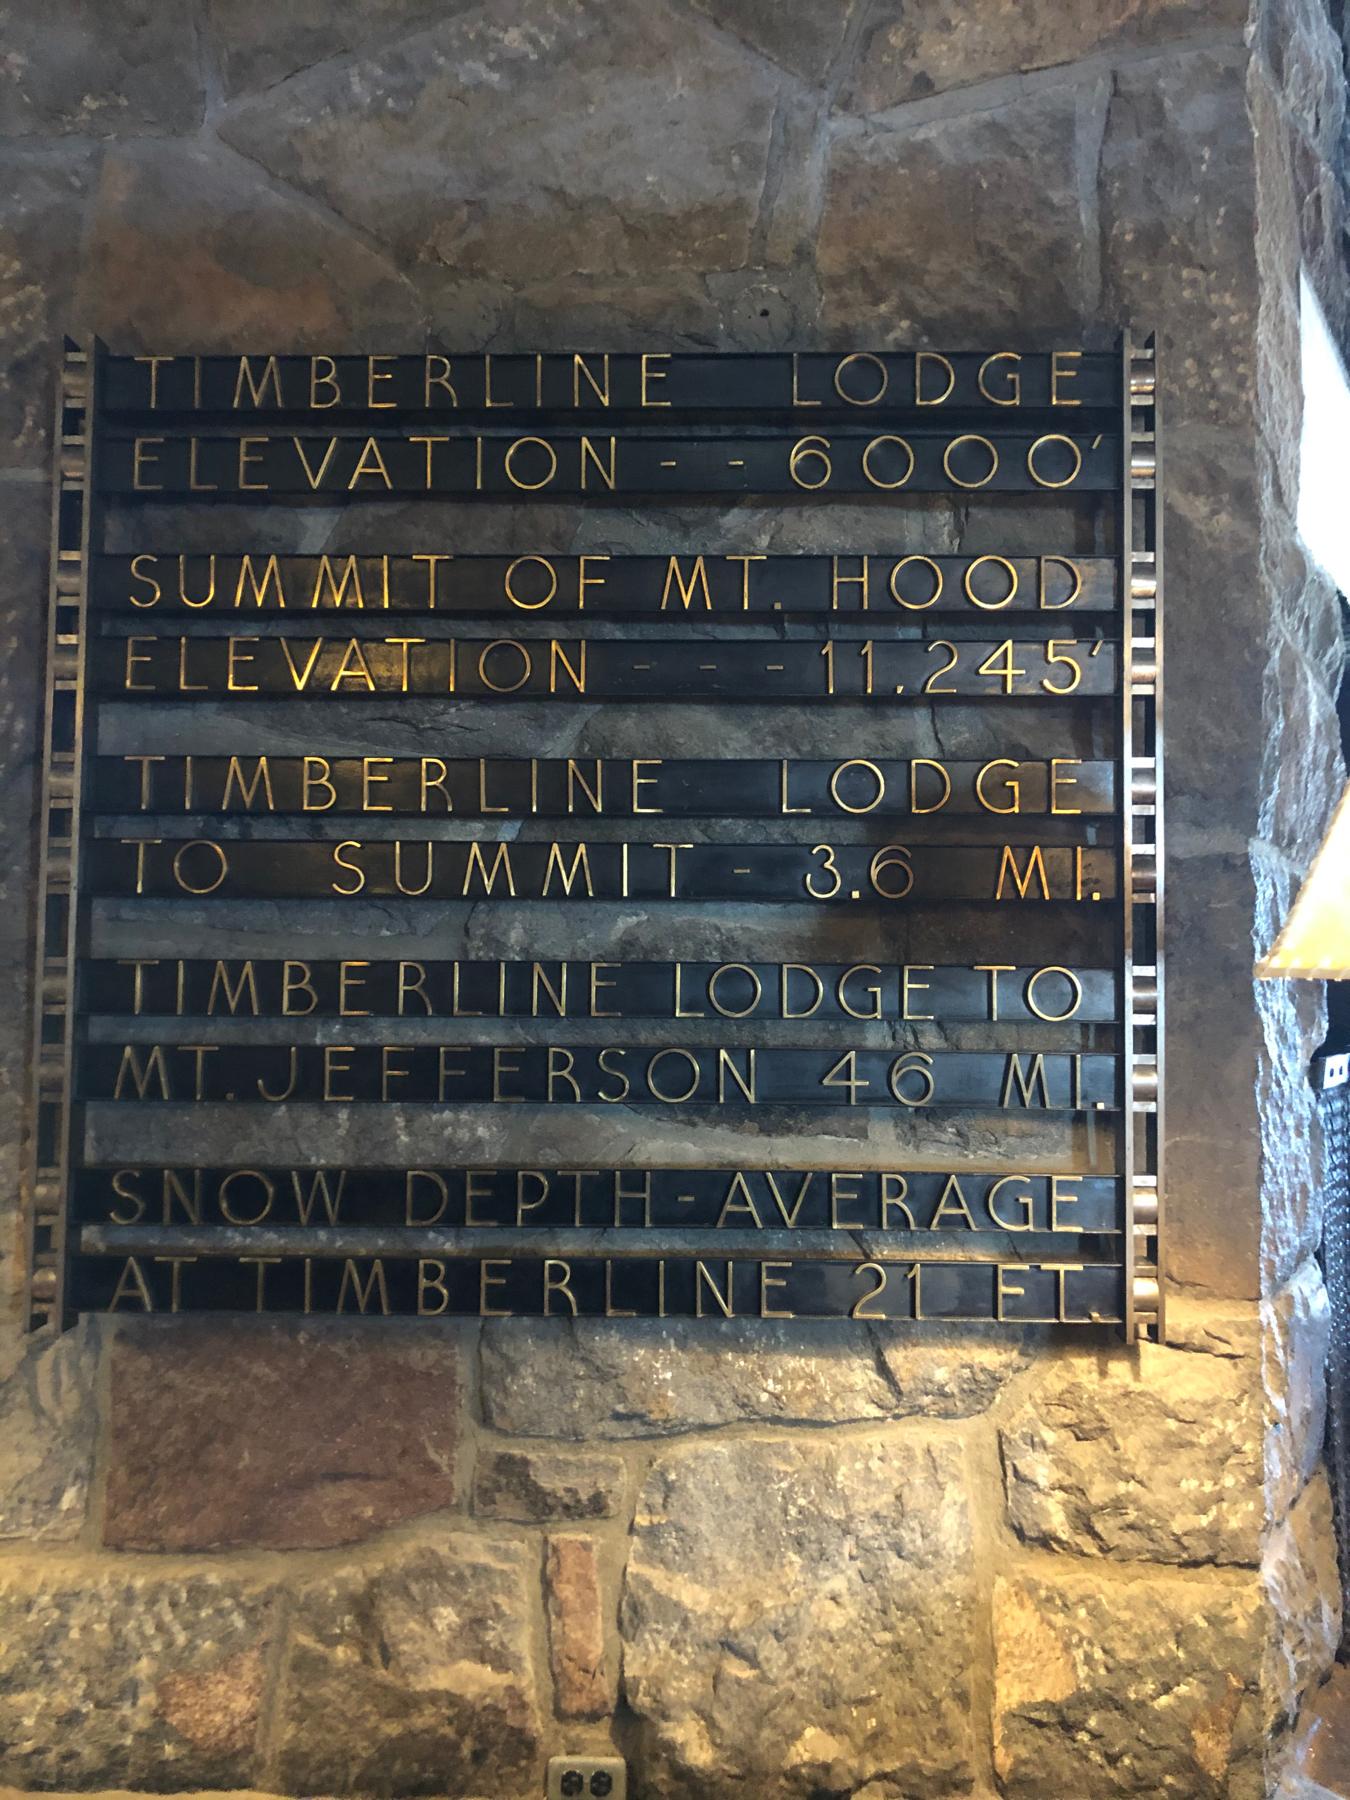 TIMBERLINE LODGE
ELEVATION - - 6000'
SUMMIT OF MT. HOOD
ELEVATION - - - 11,245'
TIMBERLINE LODGE
TO SUMMIT - 3.6 MI.
TIMBERLINE LODGE TO
MT. JEFFERSON 46 MI.
SNOW DEPTH - AVERAGE
AT TIMBERLINE 21 FT.